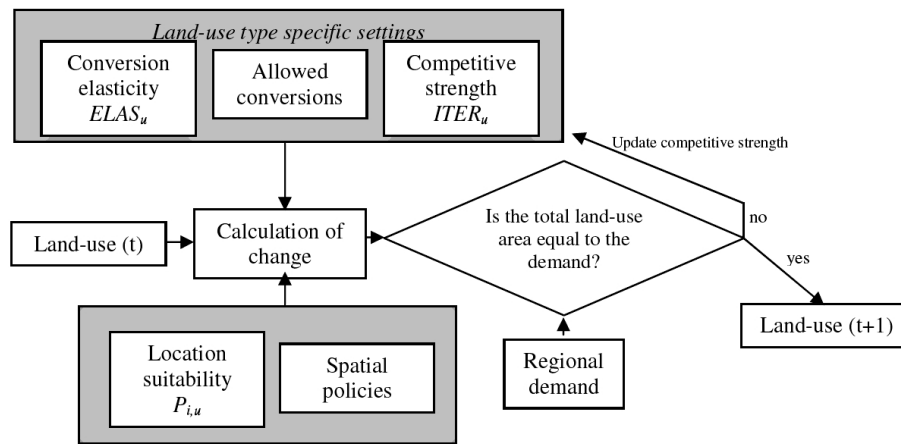 Land-use type specific settings
Conversion
elasticity
ELASu
Allowed
conversions
Competitive
strength
ITERu
Update competitive strength
Land-use (t)
Calculation of
change
Is the total land-use
area equal to the
demand?
no
yes
Land-use (t+1)
Location
suitability
Pi,u
Spatial
policies
Regional
demand